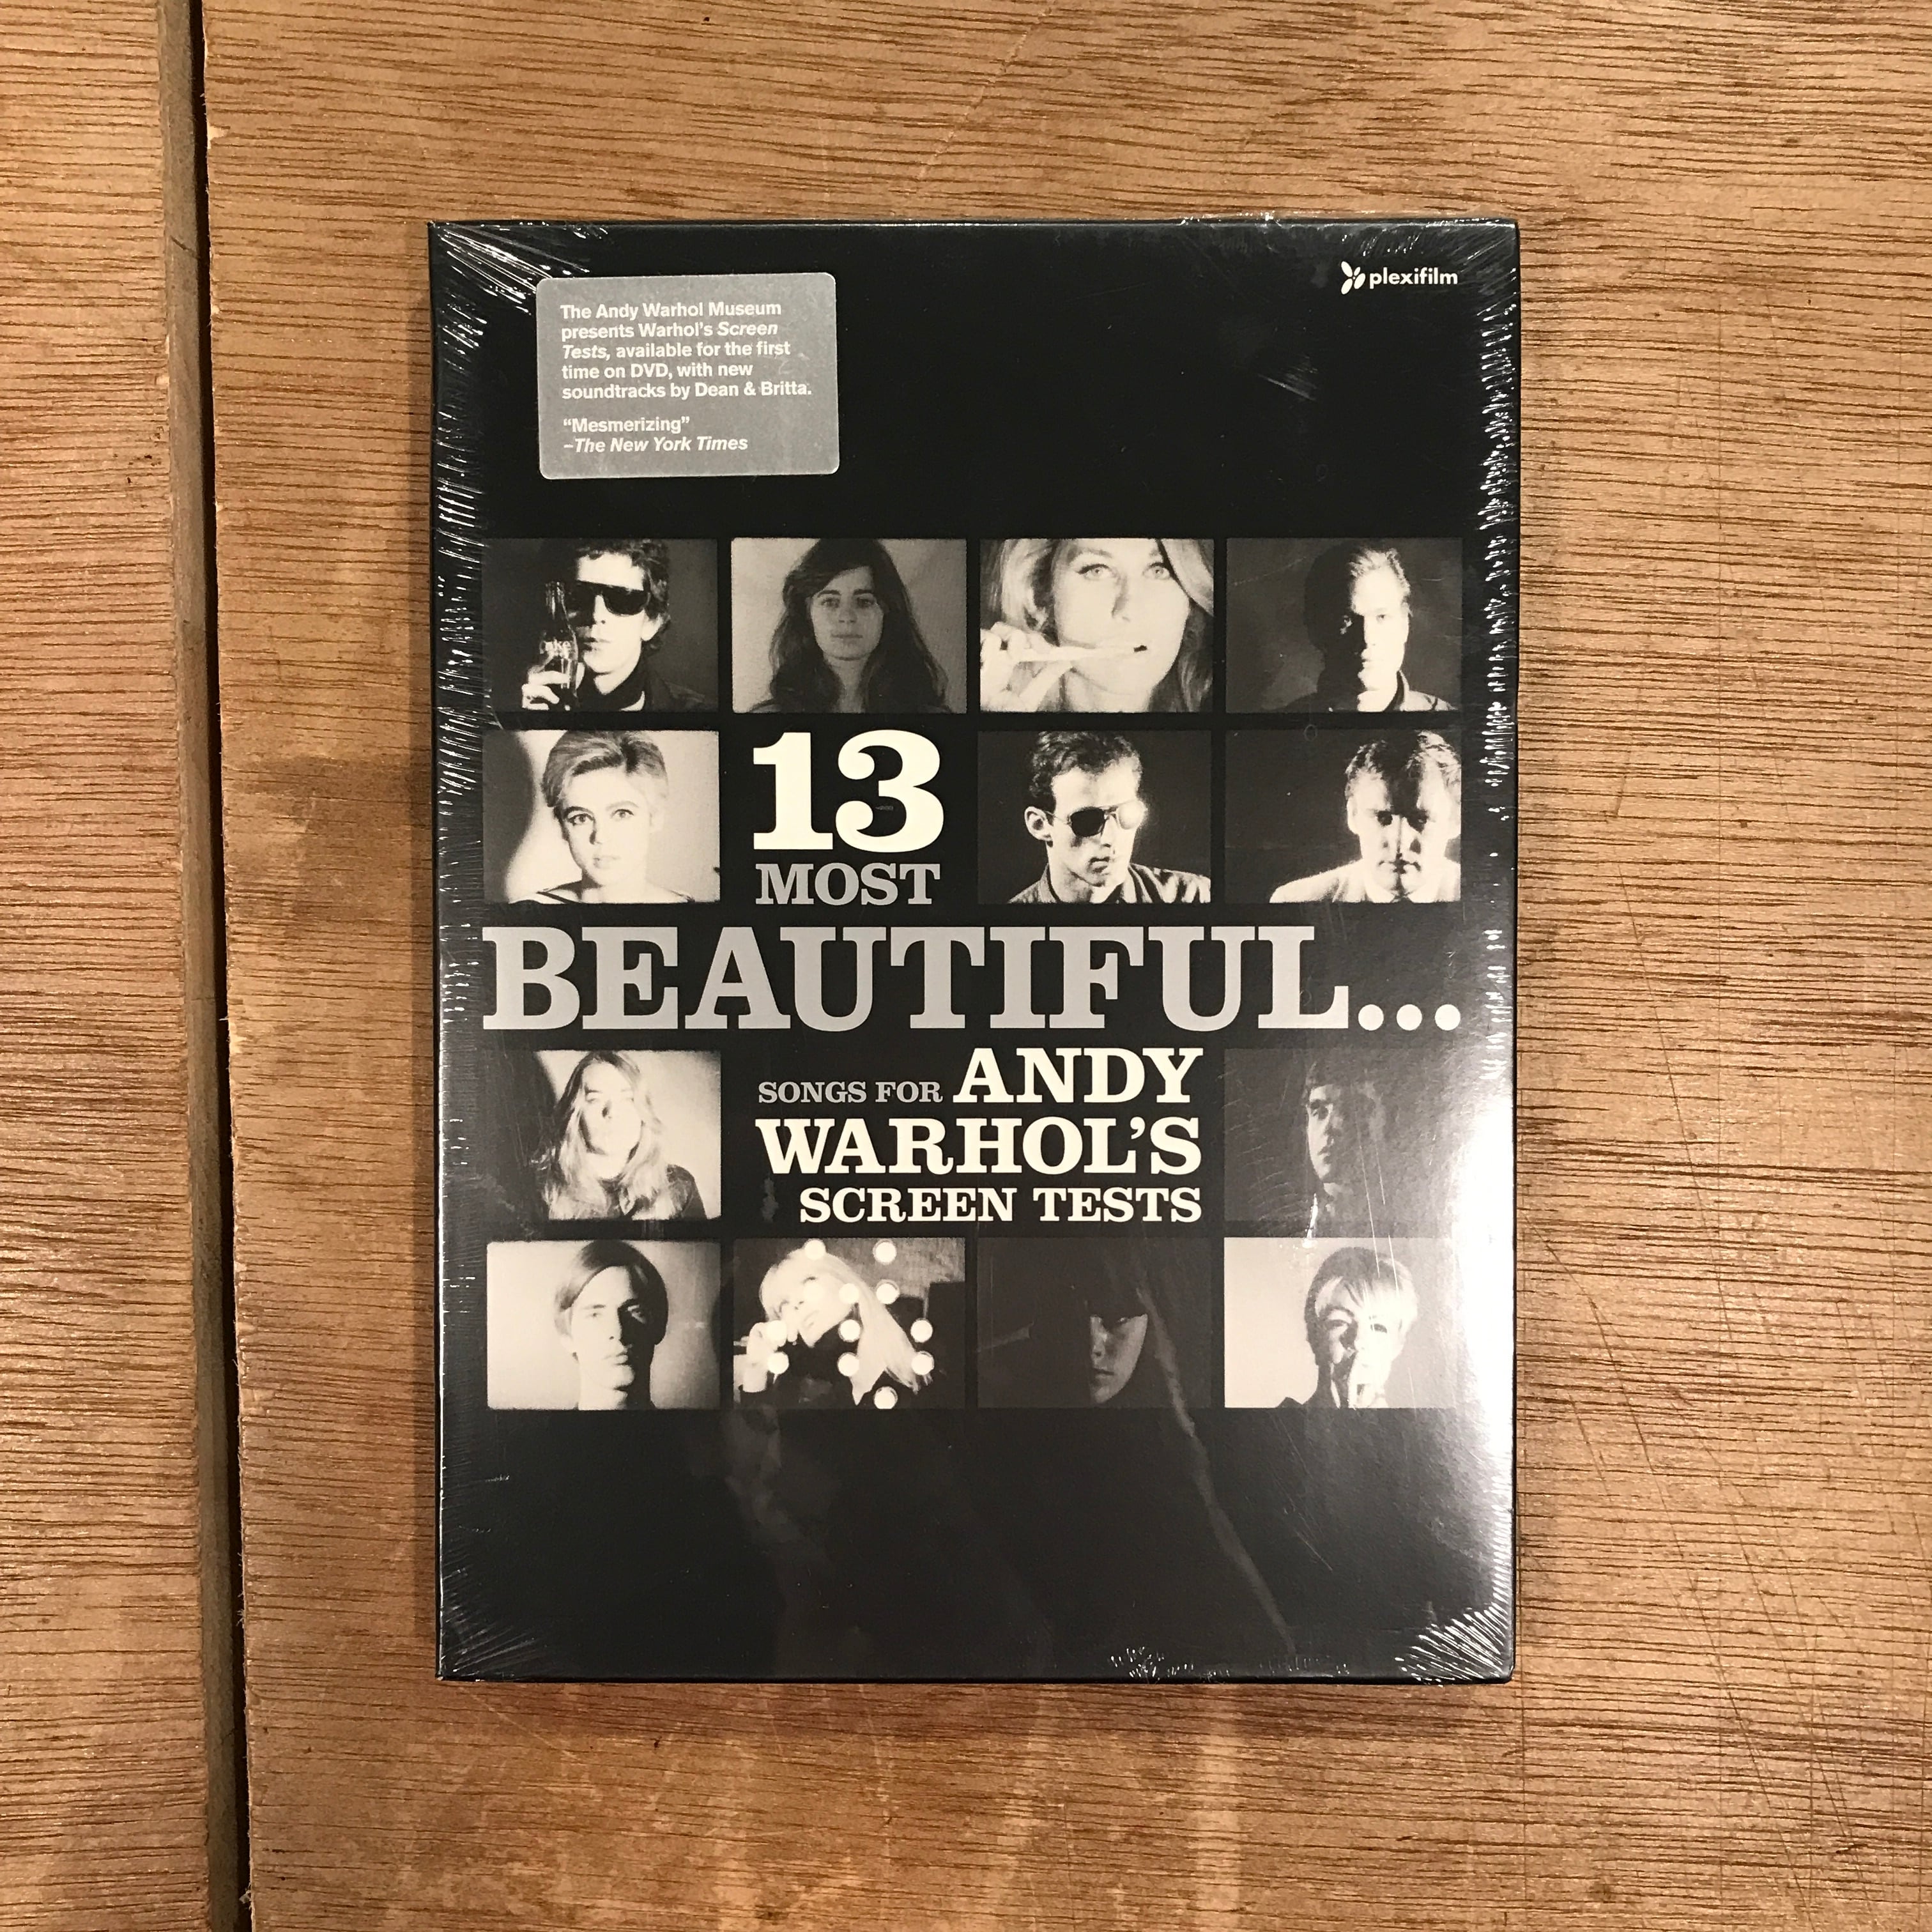 plexifilm
The Andy Warhol Museum
presents Warhol's Screen
Tests, available for the first
time on DVD, with new
soundtracks by Dean & Britta.
“Mesmerizing”
–The New York Times
13
MOST
BEAUTIFUL...
SONGS FOR ANDY
WARHOL'S
SCREEN TESTS